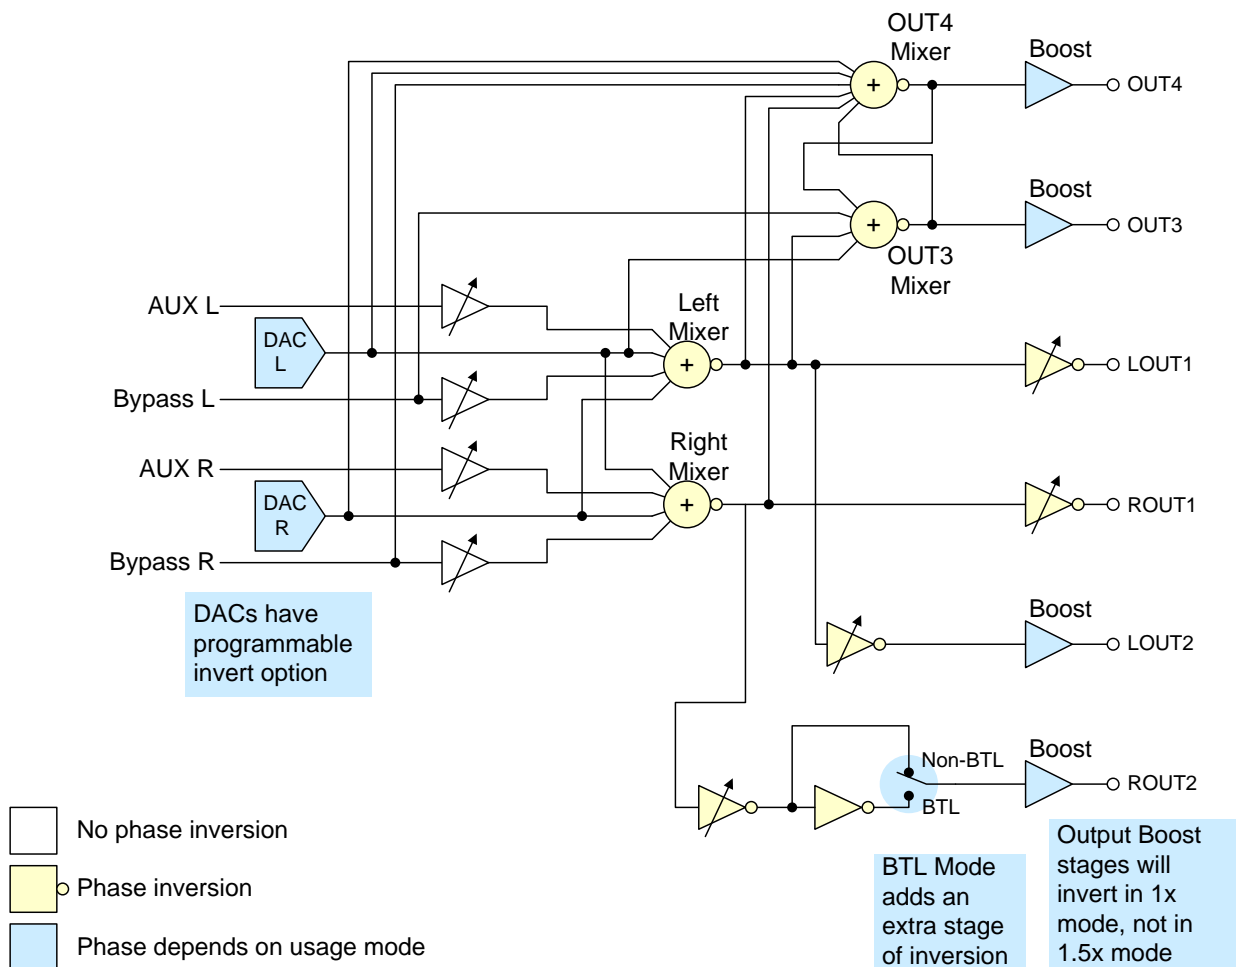 OUT4
Mixer
Boost
+
OUT4
Boost
+
OUT3
OUT3
Mixer
AUX L
Left
Mixer
DAC
L
+
LOUT1
Bypass L
Right
Mixer
AUX R
DAC
R
+
ROUT1
Bypass R
DACs have
programmable
invert option
Boost
LOUT2
Boost
Non-BTL
ROUT2
BTL
No phase inversion
Phase inversion
Phase depends on usage mode
BTL Mode
adds an
extra stage
of inversion
Output Boost
stages will
invert in 1x
mode, not in
1.5x mode